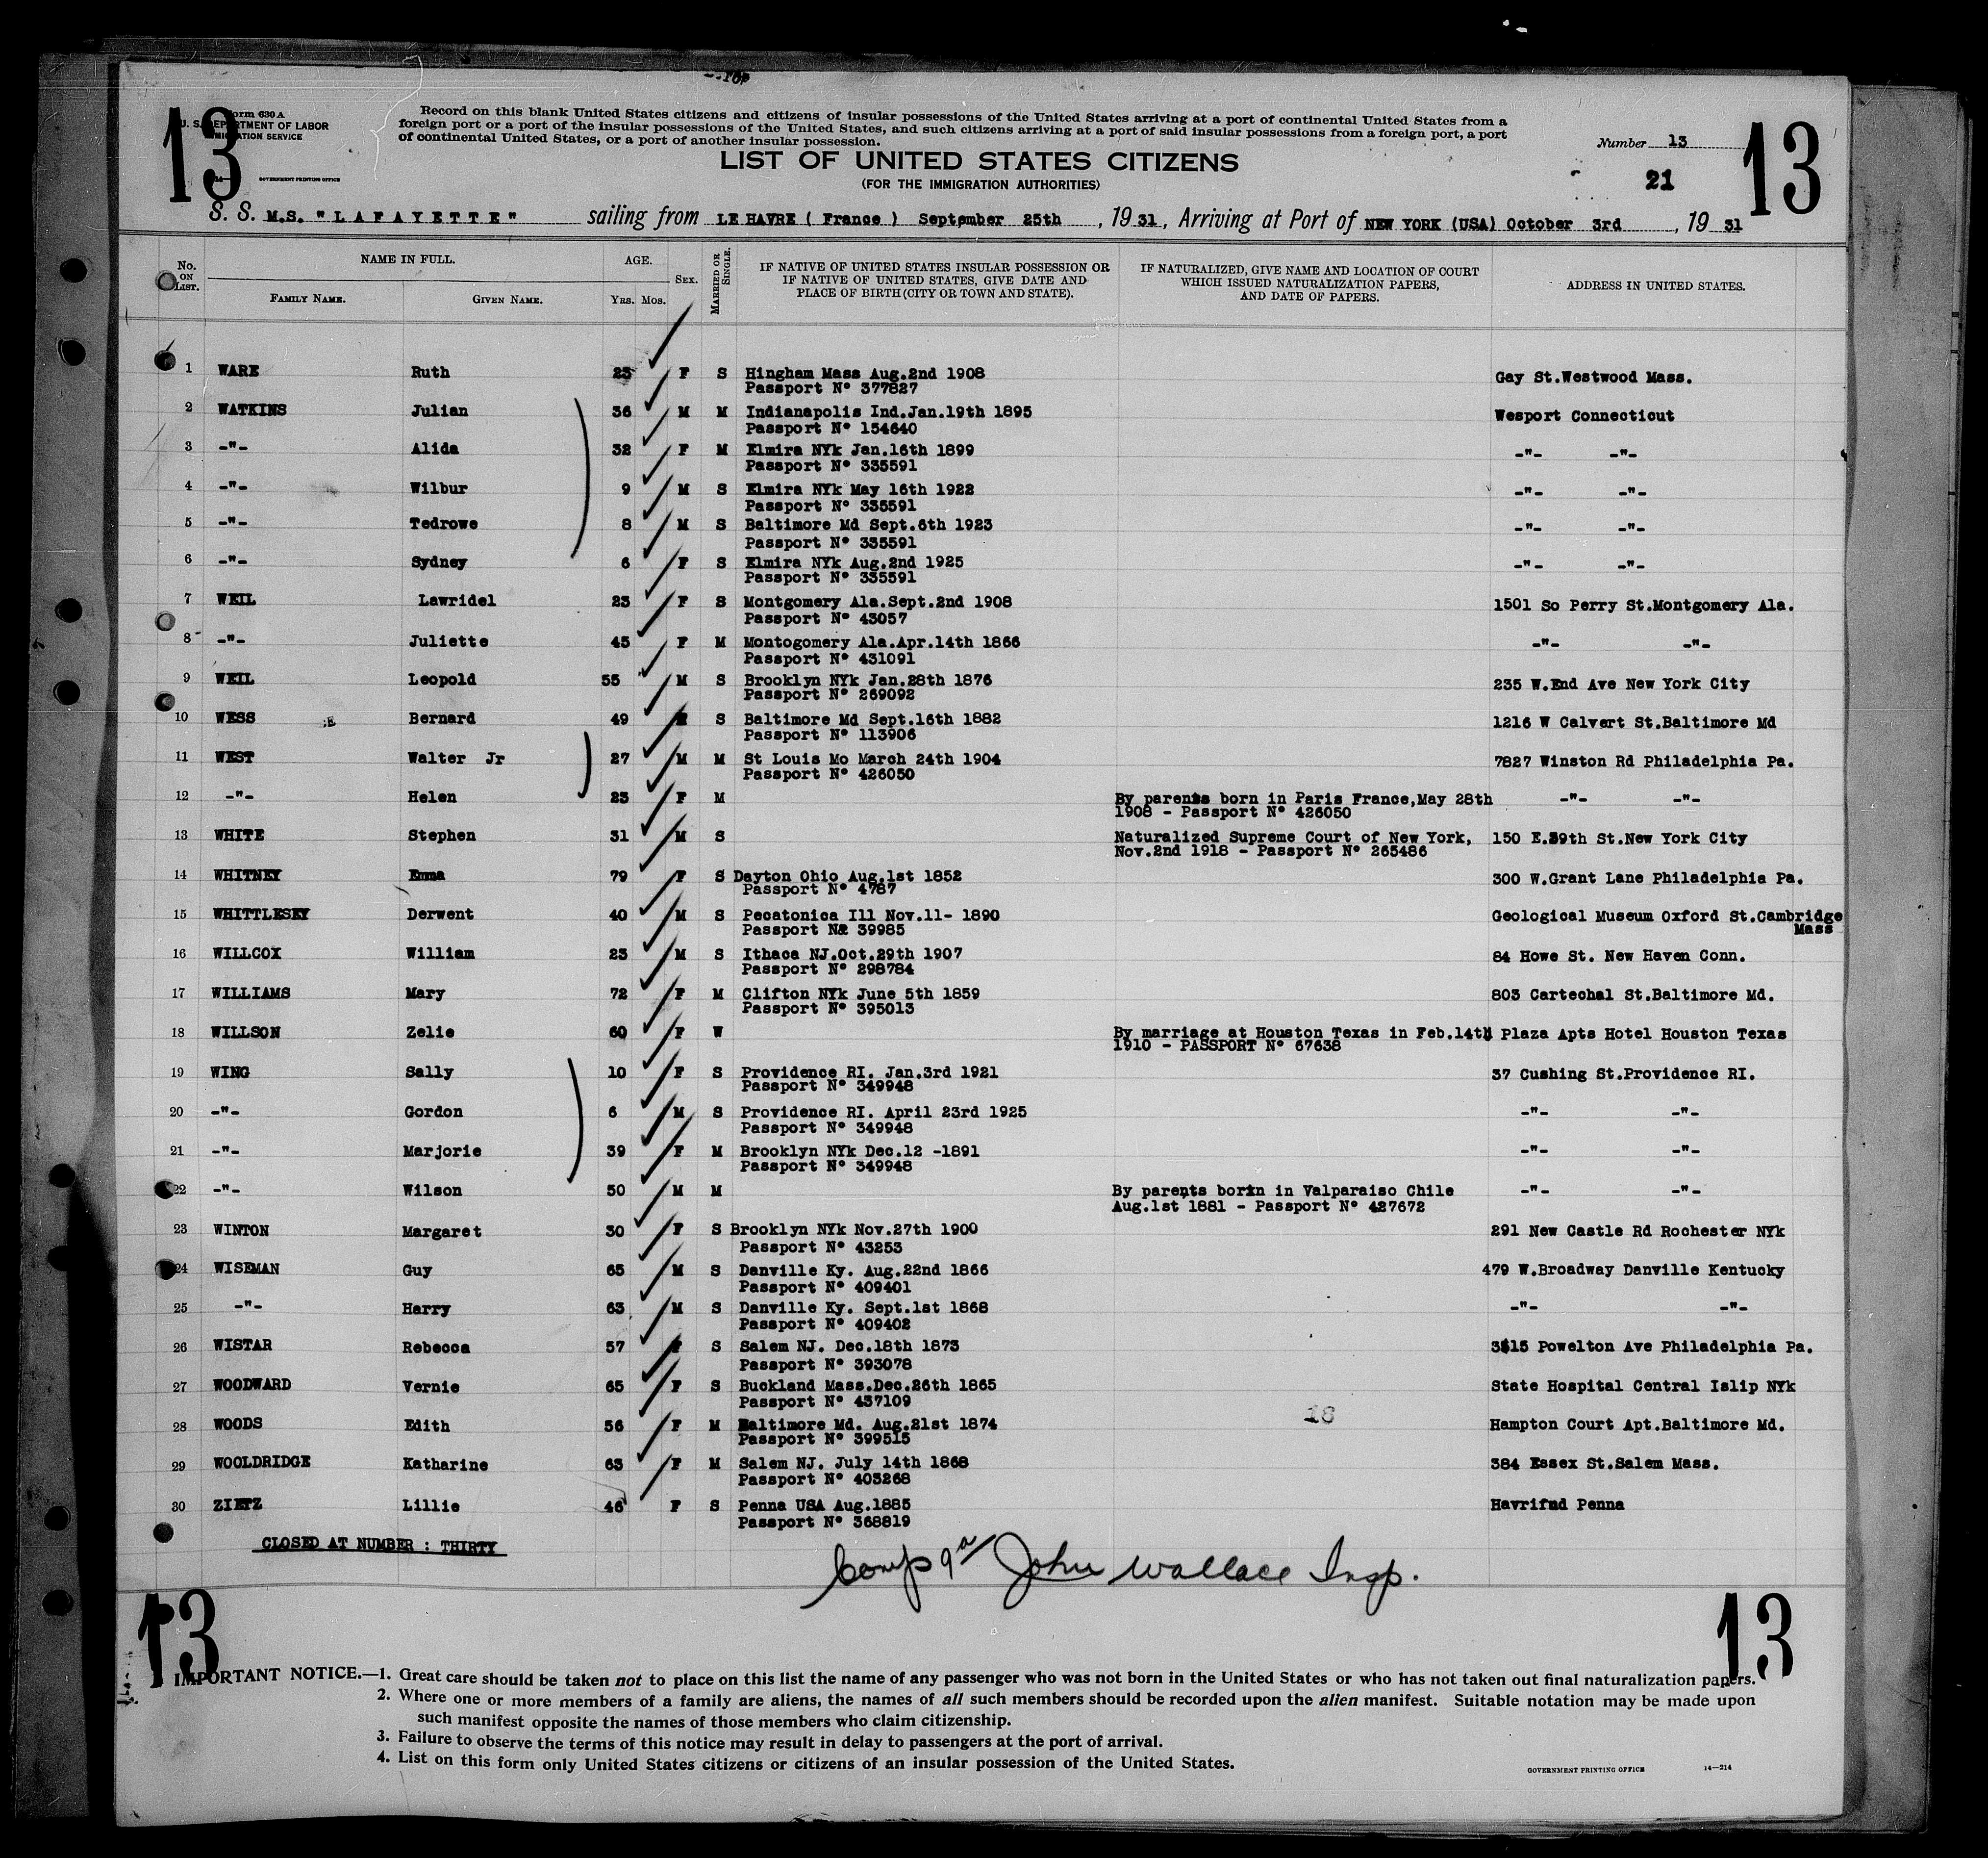 13
Form 630 A
U. S. DEPARTMENT OF LABOR
IMMIGRATION SERVICE
GOVERNMENT PRINTING OFFICE
Record on this blank United States citizens and citizens of insular possessions of the United States arriving at a port of continental United States from a
foreign port or a port of the insular possessions of the United States, and such citizens arriving at a port of said insular possessions from a foreign port, a port
of continental United States, or a port of another insular possession.
Number 13
13
LIST OF UNITED STATES CITIZENS
(FOR THE IMMIGRATION AUTHORITIES)
21
S. S. M.S. "LAFAYETTE" sailing from LE HAVRE ( France ) September 25th , 19 31, Arriving at Port of NEW YORK (USA) October 3rd , 19 31
No. ON LIST. NAME IN FULL. FAMILY NAME. GIVEN NAME. AGE. YRS. MOS. SEX. MARRIED OR SINGLE. IF NATIVE OF UNITED STATES INSULAR POSSESSION OR IF NATIVE OF UNITED STATES, GIVE DATE AND PLACE OF BIRTH (CITY OR TOWN AND STATE). IF NATURALIZED, GIVE NAME AND LOCATION OF COURT WHICH ISSUED NATURALIZATION PAPERS, AND DATE OF PAPERS. ADDRESS IN UNITED STATES.
1 WARE Ruth 23 F S Hingham Mass Aug.2nd 1908 Gay St.Westwood Mass.
Passport N° 377827
2 WATKINS Julian 36 M M Indianapolis Ind.Jan.19th 1895 Wesport Connecticut
Passport N° 154640
3 -"- Alida 32 F M Elmira NYk Jan.16th 1899 -"- -"-
Passport N° 335591
4 -"- Wilbur 9 M S Elmira NYk May 16th 1922 -"- -"-
Passport N° 335591
5 -"- Tedrowe 8 M S Baltimore Md Sept.6th 1923 -"- -"-
Passport N° 335591
6 -"- Sydney 6 F S Elmira NYk Aug.2nd 1925 -"- -"-
Passport N° 335591
7 WEIL Lawridel 23 F S Montgomery Ala.Sept.2nd 1908 1501 So Perry St.Montgomery Ala.
Passport N° 43057
8 -"- Juliette 45 F M Montogomery Ala.Apr.14th 1866 -"- -"-
Passport N° 431091
9 WEIL Leopold 55 M S Brooklyn NYk Jan.28th 1876 235 W.End Ave New York City
Passport N° 269092
10 WESS Bernard 49 S Baltimore Md Sept.16th 1882 1216 W Calvert St.Baltimore Md
Passport N° 113906
11 WEST Walter Jr 27 M M St Louis Mo March 24th 1904 7827 Winston Rd Philadelphia Pa.
Passport N° 426050
12 -"- Helen 23 F M By parents born in Paris France,May 28th -"- -"-
1908 - Passport N° 426050
13 WHITE Stephen 31 M S Naturalized Supreme Court of New York, 150 E.39th St.New York City
Nov.2nd 1918 - Passport N° 265486
14 WHITNEY Emma 79 F S Dayton Ohio Aug.1st 1852 300 W.Grant Lane Philadelphia Pa.
Passport N° 4787
15 WHITTLESEY Derwent 40 M S Pecatonica Ill Nov.11- 1890 Geological Museum Oxford St.Cambridge
Passport N& 39985 Mass
16 WILLCOX William 23 M S Ithaca NJ.Oct.29th 1907 84 Howe St. New Haven Conn.
Passport N° 298784
17 WILLIAMS Mary 72 F M Clifton NYk June 5th 1859 803 Cartechal St.Baltimore Md.
Passport N° 395013
18 WILLSON Zelie 60 F W By marriage at Houston Texas in Feb.14th Plaza Apts Hotel Houston Texas
1910 - PASSPORT N° 67638
19 WING Sally 10 F S Providence RI. Jan.3rd 1921 37 Cushing St.Providence RI.
Passport N° 349948
20 -"- Gordon 6 M S Providence RI. April 23rd 1925 -"- -"-
Passport N° 349948
21 -"- Marjorie 39 F M Brooklyn NYk Dec.12 -1891 -"- -"-
Passport N° 349948
22 -"- Wilson 50 M M By parents born in Valparaiso Chile -"- -"-
Aug.1st 1881 - Passport N° 427672
23 WINTON Margaret 30 F S Brooklyn NYk Nov.27th 1900 291 New Castle Rd Rochester NYk
Passport N° 43253
24 WISEMAN Guy 65 M S Danville Ky. Aug.22nd 1866 479 W.Broadway Danville Kentucky
Passport N° 409401
25 -"- Harry 63 M S Danville Ky. Sept.1st 1868 -"- -"-
Passport N° 409402
26 WISTAR Rebecca 57 F S Salem NJ. Dec.18th 1873 Powelton Ave Philadelphia Pa.
Passport N° 393078
27 WOODWARD Vernie 65 F S Buckland Mass.Dec.26th 1865 State Hospital Central Islip NYk
Passport N° 437109
18
28 WOODS Edith 56 F M Baltimore Md. Aug.21st 1874 Hampton Court Apt.Baltimore Md.
Passport N° 399515
29 WOOLDRIDGE Katharine 63 F M Salem NJ. July 14th 1868 384 Essex St.Salem Mass.
Passport N° 403268
30 ZIETZ Lillie 46 F S Penna USA Aug.1885 Havrifnd Penna
Passport N° 368819
CLOSED AT NUMBER : THIRTY
Comp 9a/ John Wallace Insp.
13
13
IMPORTANT NOTICE.—1. Great care should be taken not to place on this list the name of any passenger who was not born in the United States or who has not taken out final naturalization papers.
2. Where one or more members of a family are aliens, the names of all such members should be recorded upon the alien manifest. Suitable notation may be made upon
such manifest opposite the names of those members who claim citizenship.
3. Failure to observe the terms of this notice may result in delay to passengers at the port of arrival.
4. List on this form only United States citizens or citizens of an insular possession of the United States.
GOVERNMENT PRINTING OFFICE 14—214